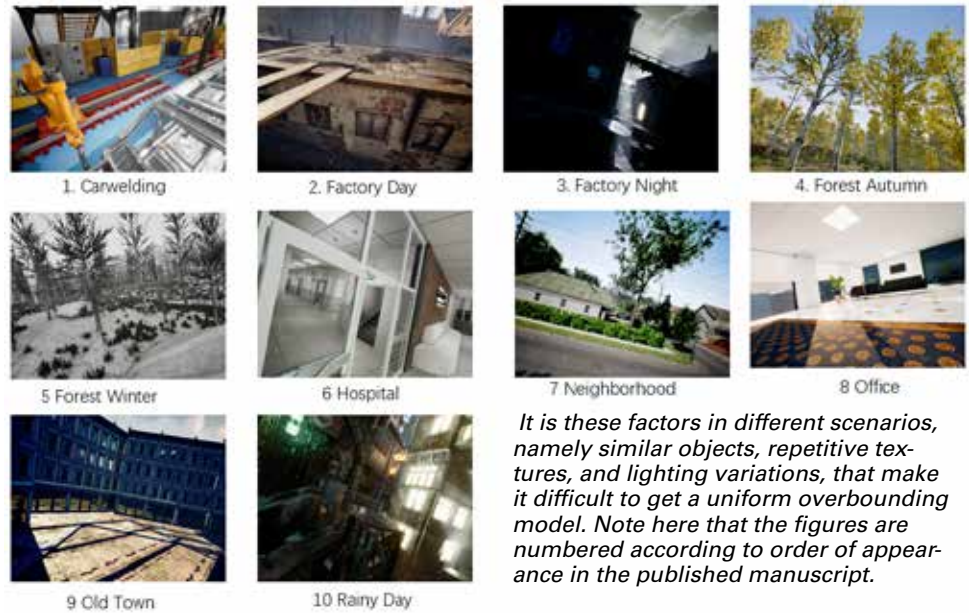 1. Carwelding
2. Factory Day
3. Factory Night
4. Forest Autumn
5 Forest Winter
6 Hospital
7 Neighborhood
8 Office
It is these factors in different scenarios,
namely similar objects, repetitive tex-
tures, and lighting variations, that make
it difficult to get a uniform overbounding
model. Note here that the figures are
numbered according to order of appear-
ance in the published manuscript.
9 Old Town
10 Rainy Day